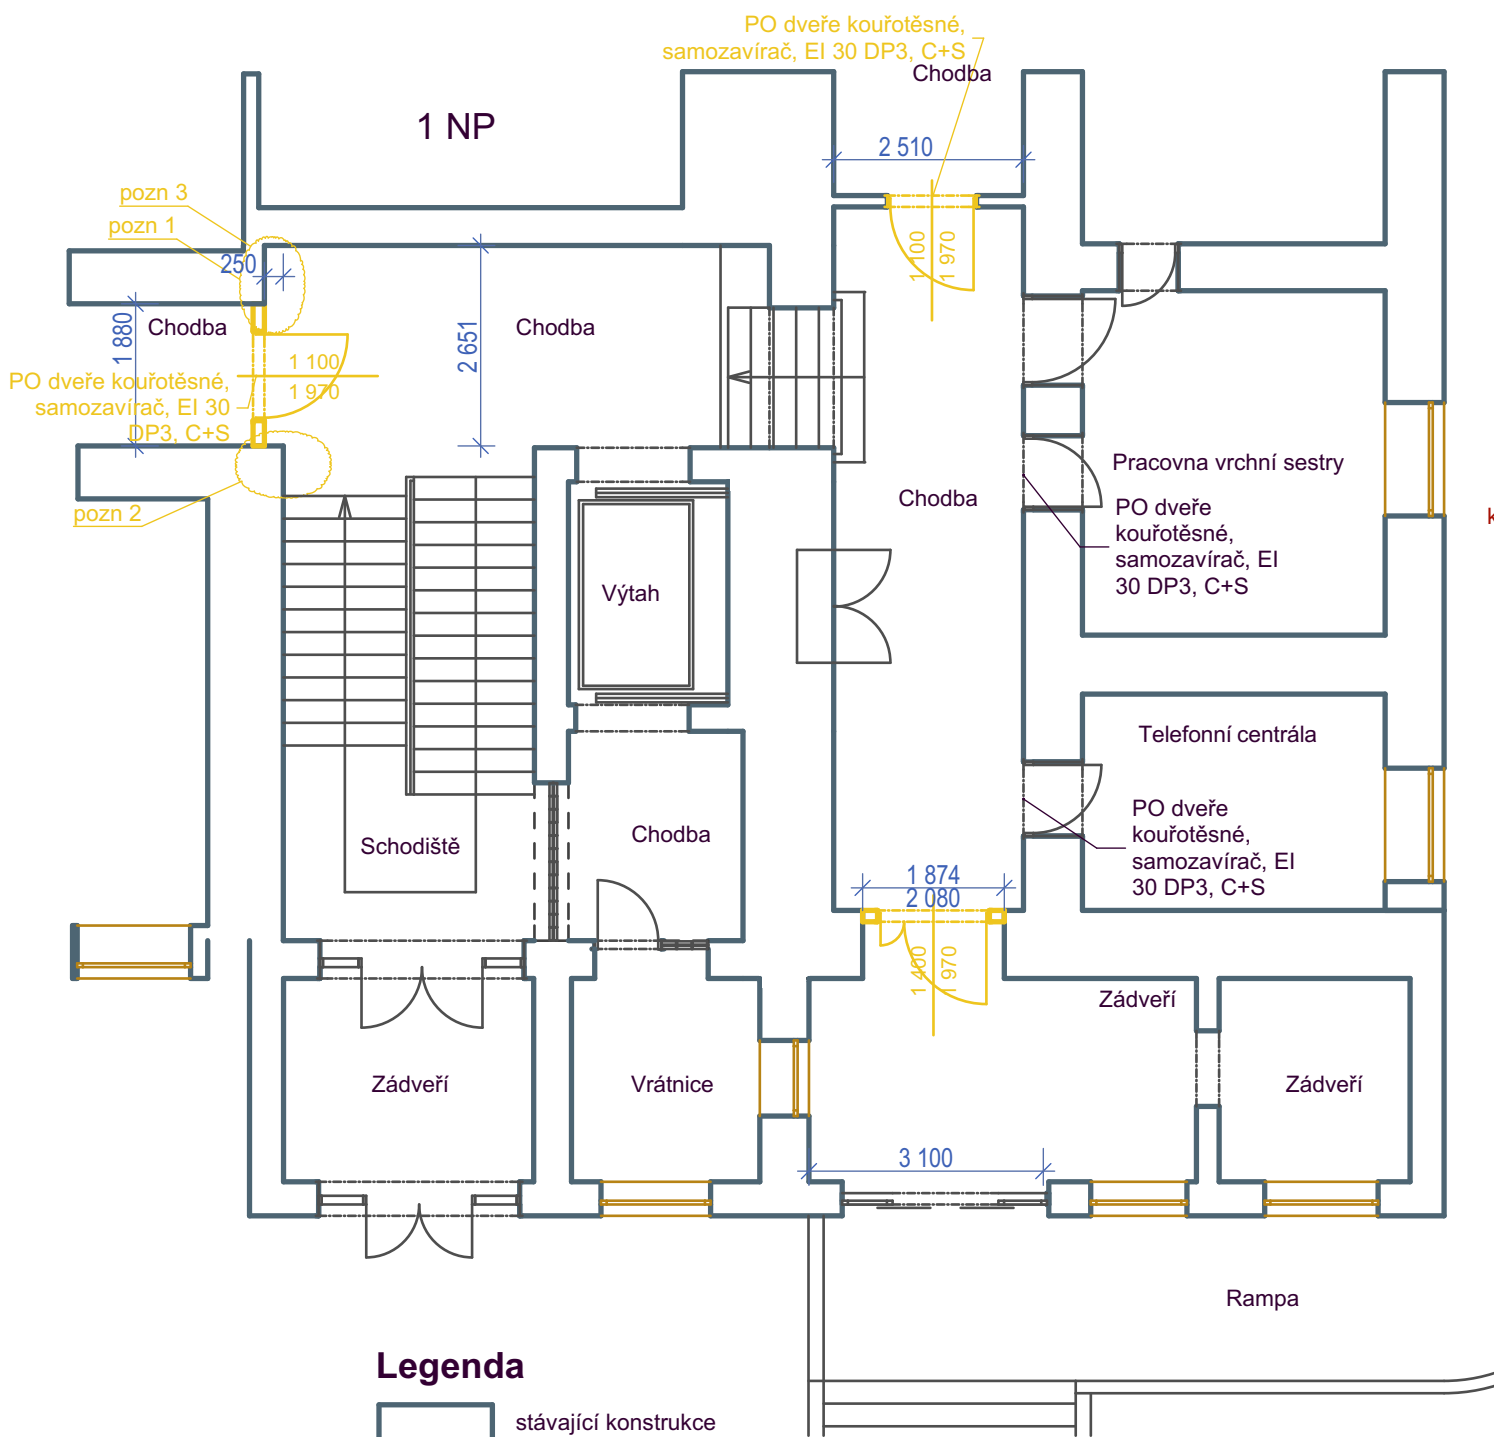 PO dveře kouřotěsné,
samozavírač, EI 30 DP3, C+S
Chodba
1 NP
2 510
pozn 3
pozn 1
250
1 100
1 970
1 880
Chodba
2 651
Chodba
1 100
1 970
PO dveře kouřotěsné,
samozavírač, EI 30
DP3, C+S
pozn 2
Pracovna vrchní sestry
Chodba
PO dveře
kouřotěsné,
samozavírač, EI
30 DP3, C+S
k
Výtah
Telefonní centrála
PO dveře
kouřotěsné,
samozavírač, EI
30 DP3, C+S
Schodiště
Chodba
1 874
2 080
1 400
1 970
Zádveří
Zádveří
Vrátnice
Zádveří
3 100
Rampa
Legenda
stávající konstrukce